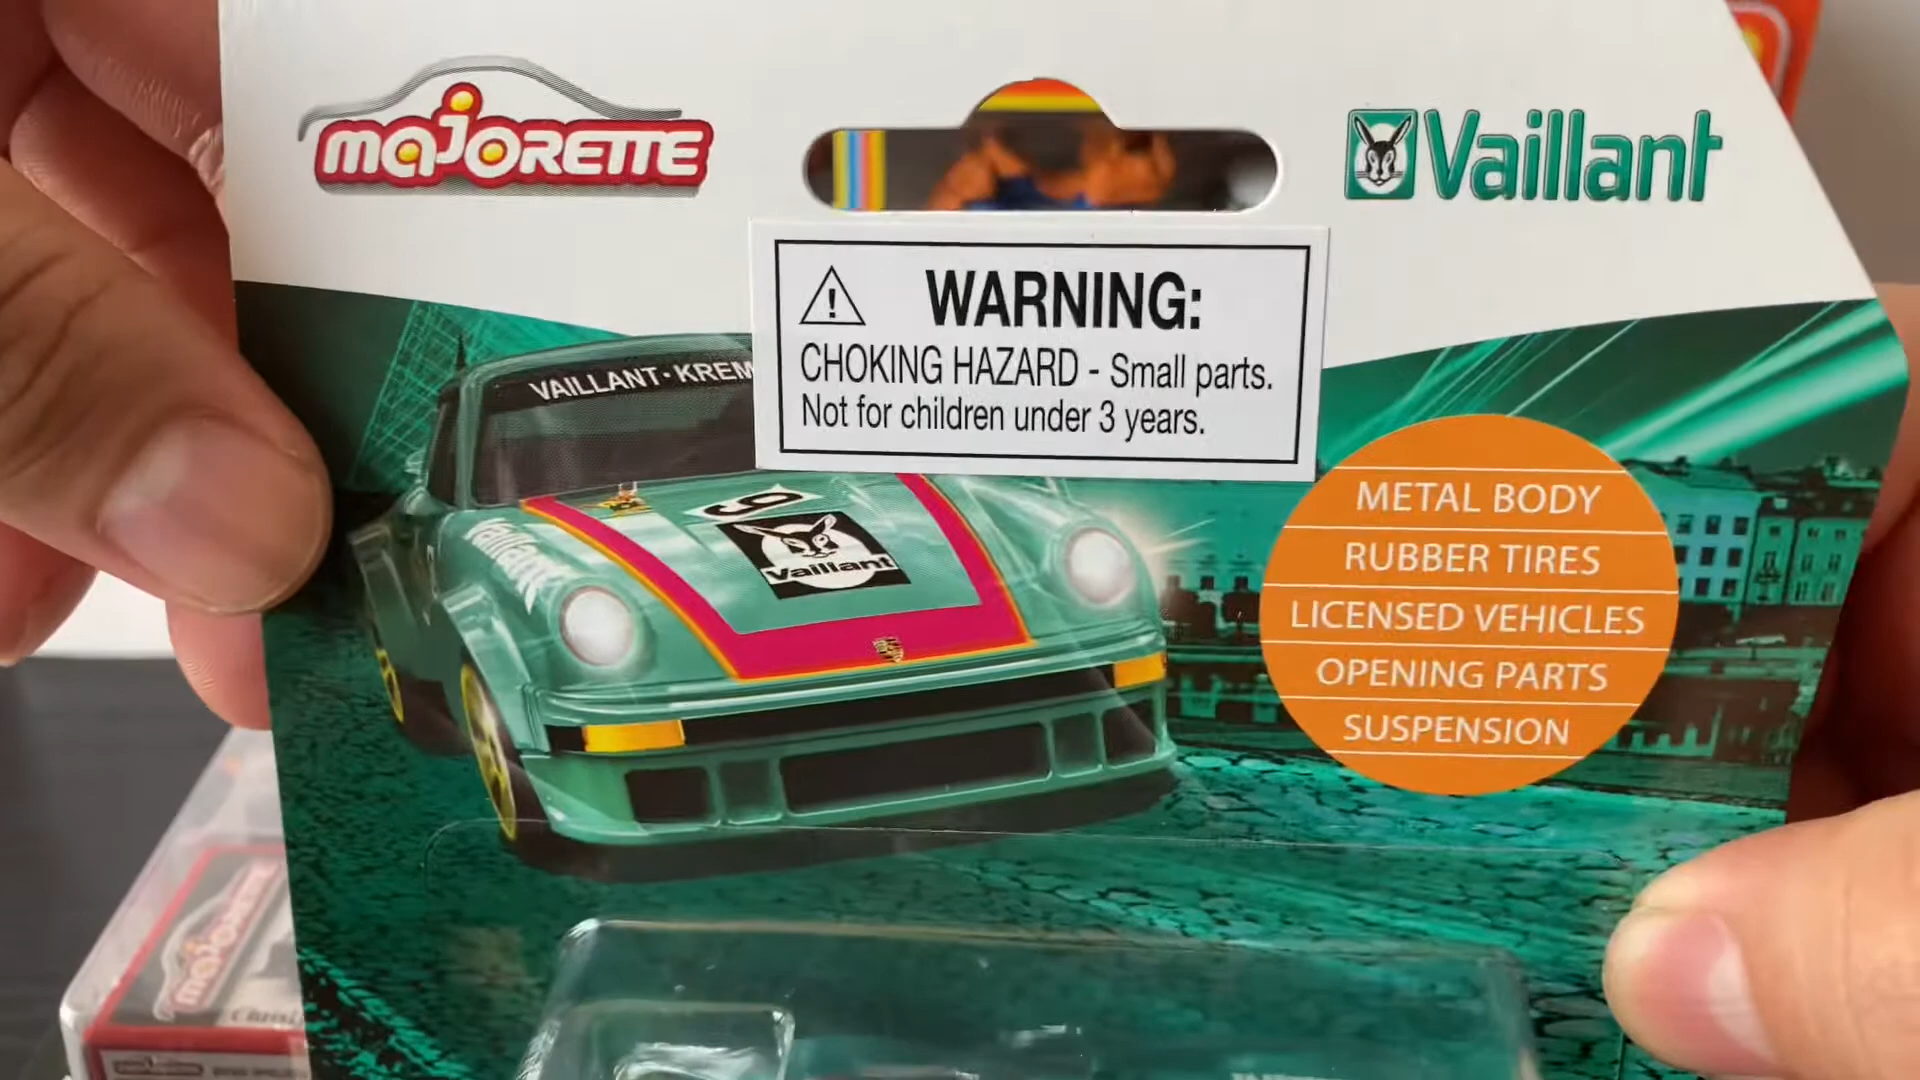 majorette
Vaillant
WARNING:
CHOKING HAZARD - Small parts.
Not for children under 3 years.
VAILLANT·KREM
9
Vaillant
Vaillant
METAL BODY
RUBBER TIRES
LICENSED VEHICLES
OPENING PARTS
SUSPENSION
majorette